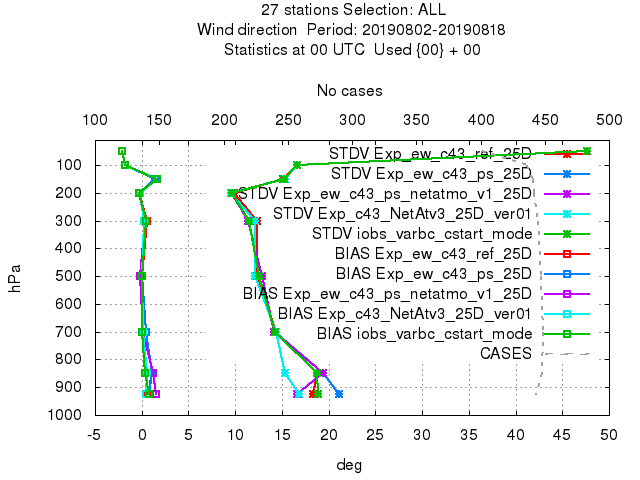 27 stations Selection: ALL
Wind direction  Period: 20190802-20190818
Statistics at 00 UTC  Used {00} + 00
No cases
100 150 200 250 300 350 400 450 500
STDV Exp_ew_c43_ref_25D
STDV Exp_ew_c43_ps_25D
STDV Exp_ew_c43_ps_netatmo_v1_25D
STDV Exp_c43_NetAtv3_25D_ver01
STDV iobs_varbc_cstart_mode
BIAS Exp_ew_c43_ref_25D
BIAS Exp_ew_c43_ps_25D
BIAS Exp_ew_c43_ps_netatmo_v1_25D
BIAS Exp_c43_NetAtv3_25D_ver01
BIAS iobs_varbc_cstart_mode
CASES
100
200
300
400
500
600
700
800
900
1000
hPa
-5 0 5 10 15 20 25 30 35 40 45 50
deg